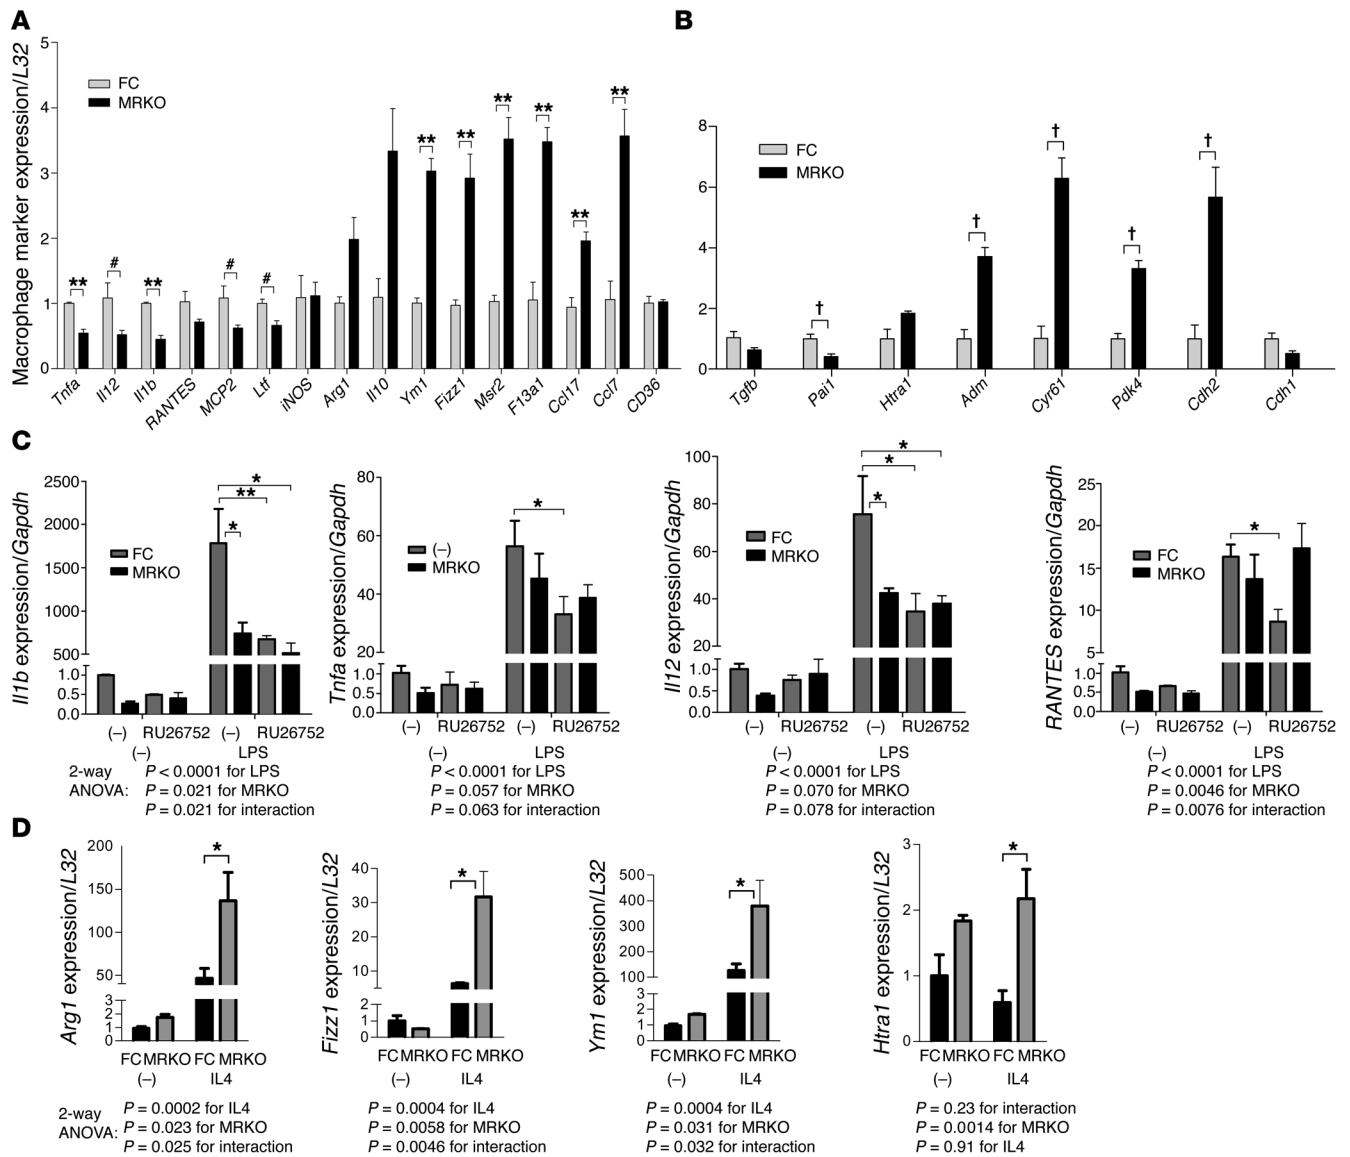 A
Macrophage marker expression/L32
5
4
3
2
1
0
FC
MRKO
** # ** # # ** ** ** ** ** **
Tnfa Il12 Il1b RANTES MCP2 Ltf iNOS Arg1 Il10 Ym1 Fizz1 Msr2 F13a1 Ccl17 Ccl7 CD36
B
8
6
4
2
0
FC
MRKO
† † † † †
Tgfb Pai1 Htra1 Adm Cyr61 Pdk4 Cdh2 Cdh1
C
Il1b expression/Gapdh
2500
2000
1500
1000
500
1.0
0.5
0.0
FC
MRKO
*
**
*
(–) RU26752 (–) RU26752
(–) LPS
2-way
ANOVA:
P < 0.0001 for LPS
P = 0.021 for MRKO
P = 0.021 for interaction
Tnfa expression/Gapdh
80
60
40
20
1.0
0.5
0.0
(–)
MRKO
*
(–) RU26752 (–) RU26752
(–) LPS
P < 0.0001 for LPS
P = 0.057 for MRKO
P = 0.063 for interaction
Il12 expression/Gapdh
100
80
60
40
20
1.0
0.5
0.0
FC
MRKO
*
*
*
(–) RU26752 (–) RU26752
(–) LPS
P < 0.0001 for LPS
P = 0.070 for MRKO
P = 0.078 for interaction
RANTES expression/Gapdh
25
20
15
10
5
1.0
0.5
0.0
FC
MRKO
*
(–) RU26752 (–) RU26752
(–) LPS
P < 0.0001 for LPS
P = 0.0046 for MRKO
P = 0.0076 for interaction
D
Arg1 expression/L32
200
150
100
50
3
2
1
0
*
FC MRKO FC MRKO
(–) IL4
2-way
ANOVA:
P = 0.0002 for IL4
P = 0.023 for MRKO
P = 0.025 for interaction
Fizz1 expression/L32
40
30
20
10
2
1
0
*
FC MRKO FC MRKO
(–) IL4
P = 0.0004 for IL4
P = 0.0058 for MRKO
P = 0.0046 for interaction
Ym1 expression/L32
500
400
300
200
100
3
2
1
0
*
FC MRKO FC MRKO
(–) IL4
P = 0.0004 for IL4
P = 0.031 for MRKO
P = 0.032 for interaction
Htra1 expression/L32
3
2
1
0
*
FC MRKO FC MRKO
(–) IL4
P = 0.23 for interaction
P = 0.0014 for MRKO
P = 0.91 for IL4